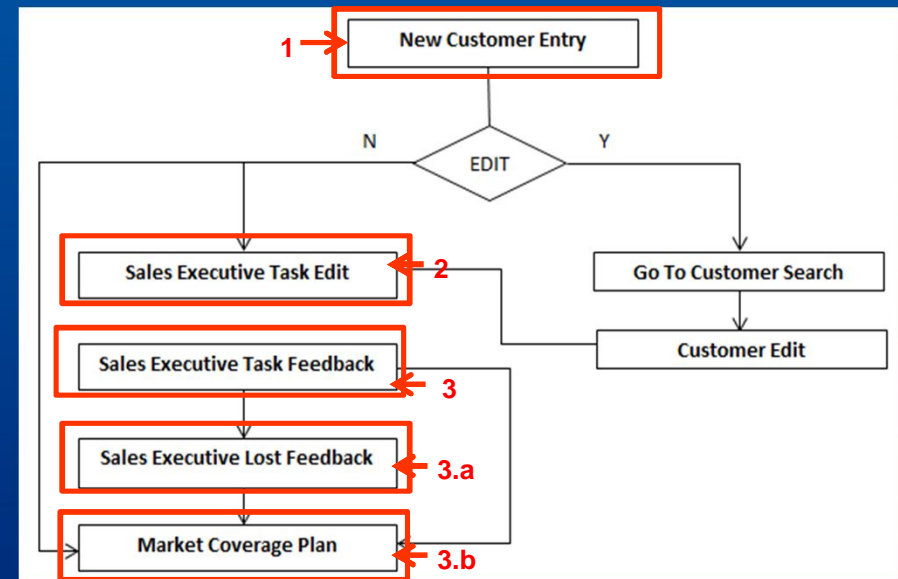 New Customer Entry
1
N
Y
EDIT
Sales Executive Task Edit
2
Go To Customer Search
Customer Edit
Sales Executive Task Feedback
3
Sales Executive Lost Feedback
3.a
Market Coverage Plan
3.b